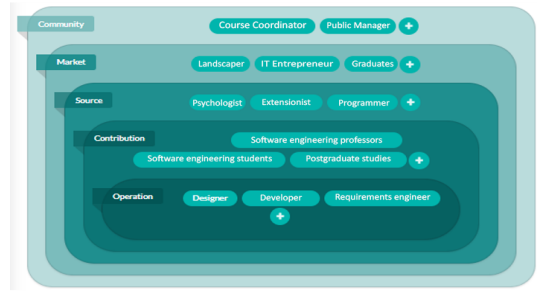 Community
Course Coordinator Public Manager +
Market
Landscaper IT Entrepreneur Graduates +
Source
Psychologist Extensionist Programmer +
Contribution
Software engineering professors
Software engineering students Postgraduate studies +
Operation
Designer Developer Requirements engineer
+